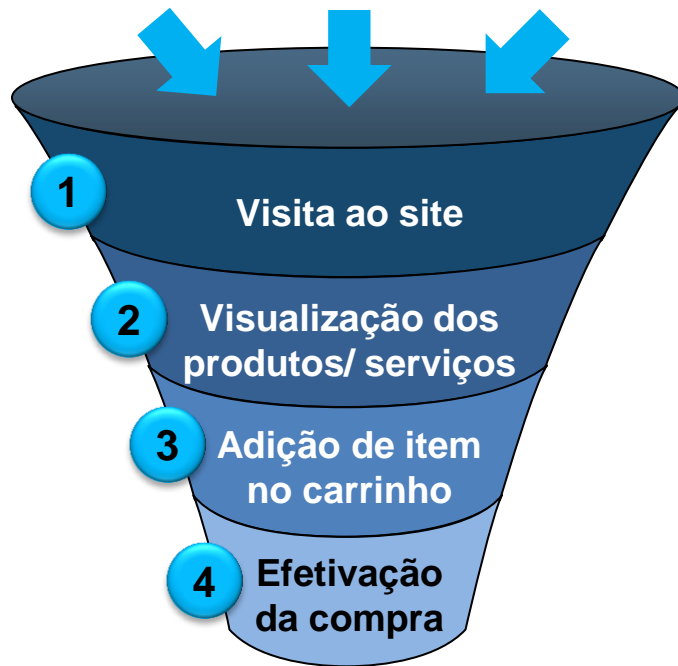 1
Visita ao site
2
Visualização dos
produtos/ serviços
3
Adição de item
no carrinho
4
Efetivação
da compra